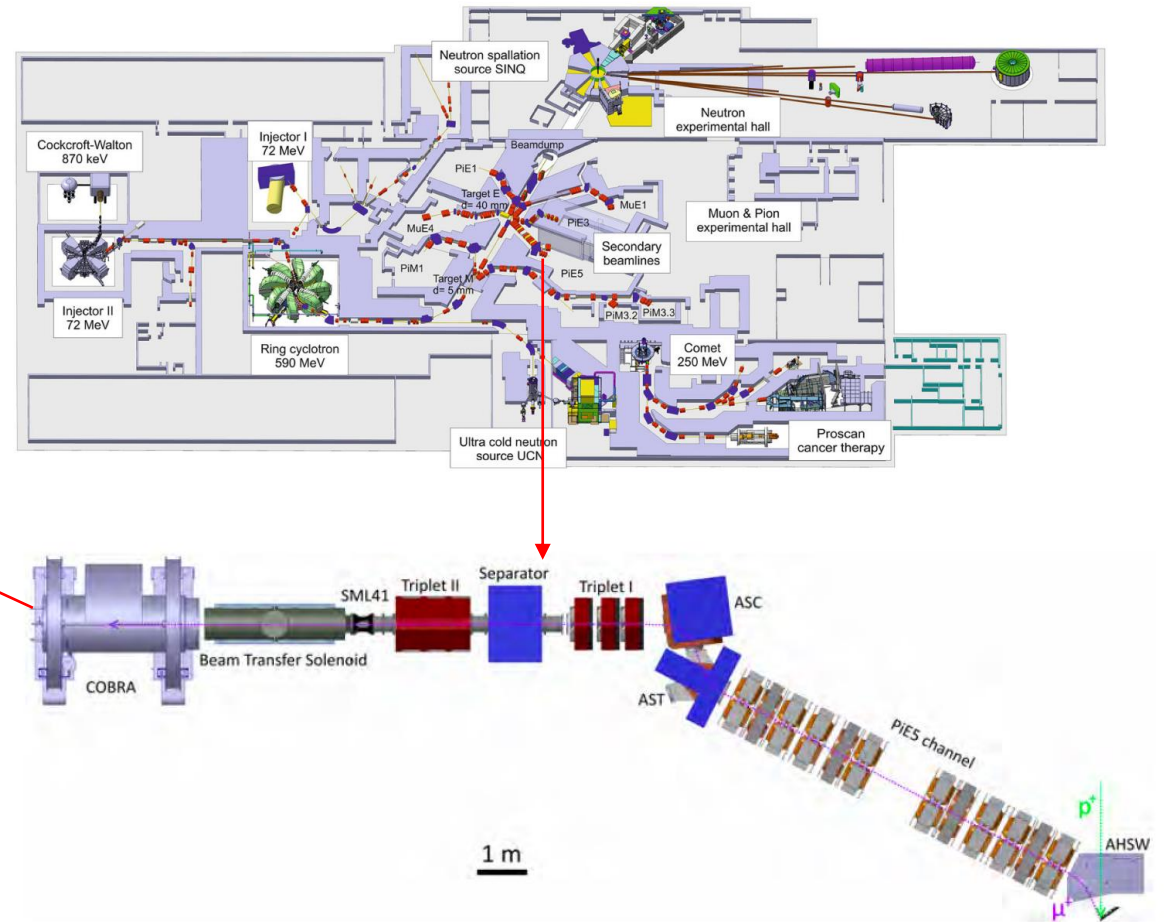 Neutron spallation
source SINQ
Cockcroft-Walton
870 keV
Injector I
72 MeV
Neutron
experimental hall
Beamdump
PiE1
Target E
d= 40 mm
MuE1
PiE3
Muon & Pion
experimental hall
MuE4
Secondary
beamlines
PiM1
Target M
d= 5 mm
PiE5
Injector II
72 MeV
PiM3.2
PiM3.3
Ring cyclotron
590 MeV
Comet
250 MeV
Ultra cold neutron
source UCN
Proscan
cancer therapy
Separator
Triplet II
Triplet I
SML41
ASC
Beam Transfer Solenoid
COBRA
AST
PiE5 channel
p+
1 m
AHSW
μ+